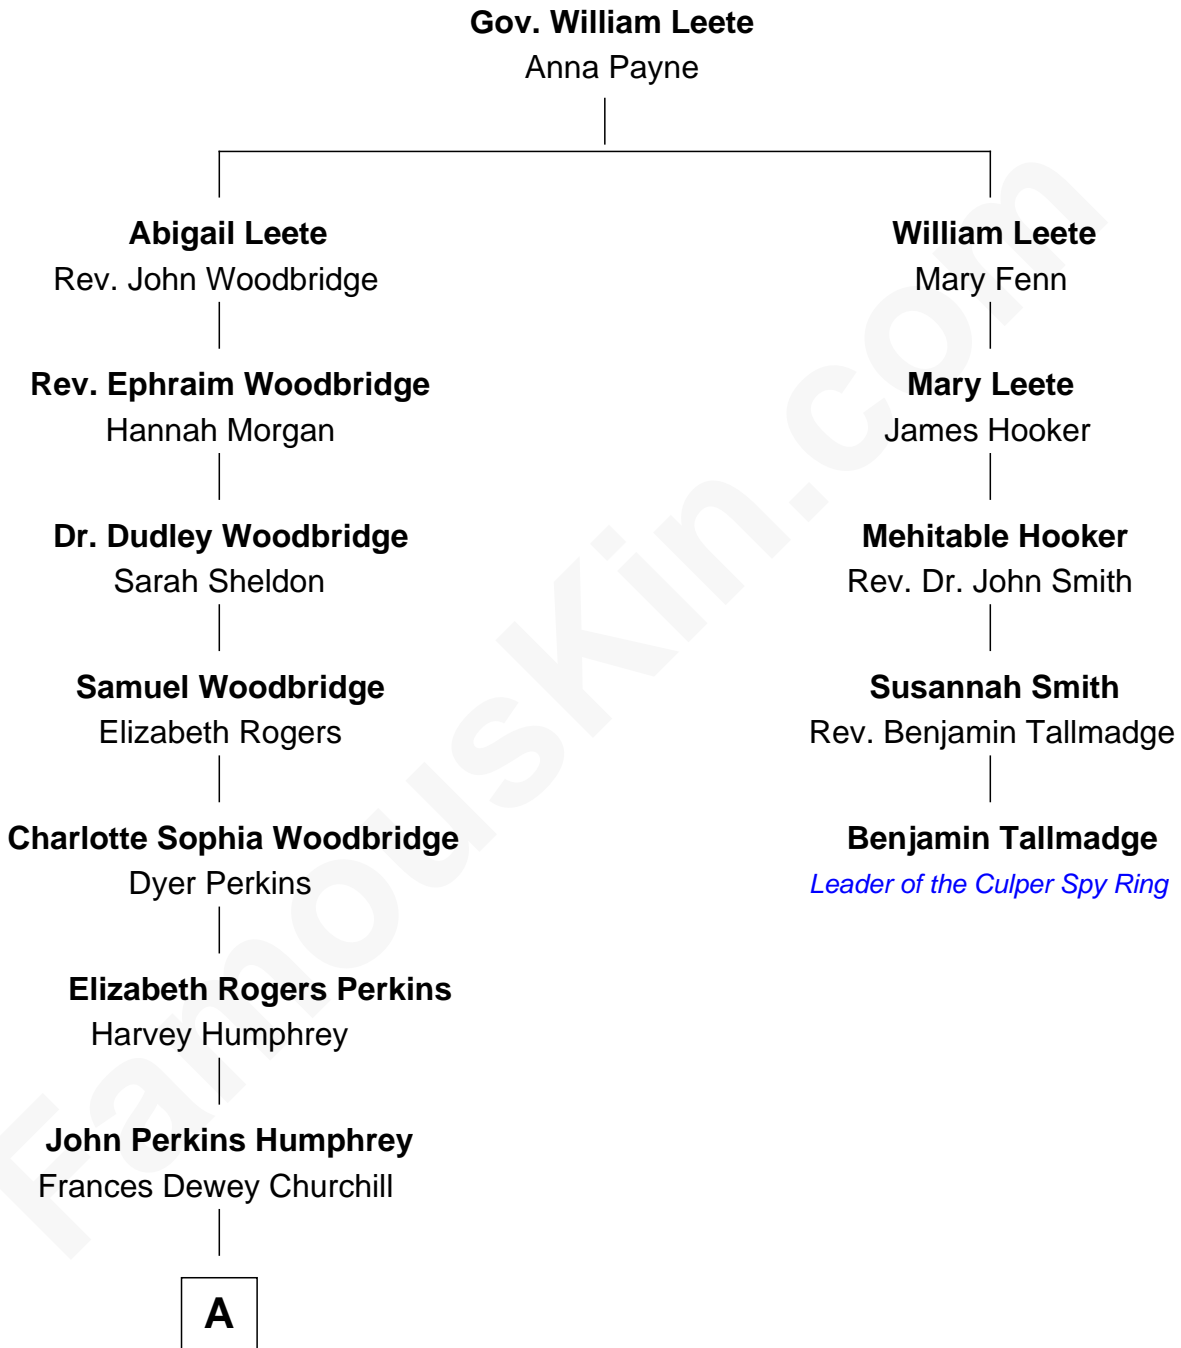 Gov. William Leete
Anna Payne
Abigail Leete
Rev. John Woodbridge
William Leete
Mary Fenn
Rev. Ephraim Woodbridge
Hannah Morgan
Mary Leete
James Hooker
Dr. Dudley Woodbridge
Sarah Sheldon
Mehitable Hooker
Rev. Dr. John Smith
Samuel Woodbridge
Elizabeth Rogers
Susannah Smith
Rev. Benjamin Tallmadge
Charlotte Sophia Woodbridge
Dyer Perkins
Benjamin Tallmadge
Leader of the Culper Spy Ring
Elizabeth Rogers Perkins
Harvey Humphrey
John Perkins Humphrey
Frances Dewey Churchill
A
FamousKin.com